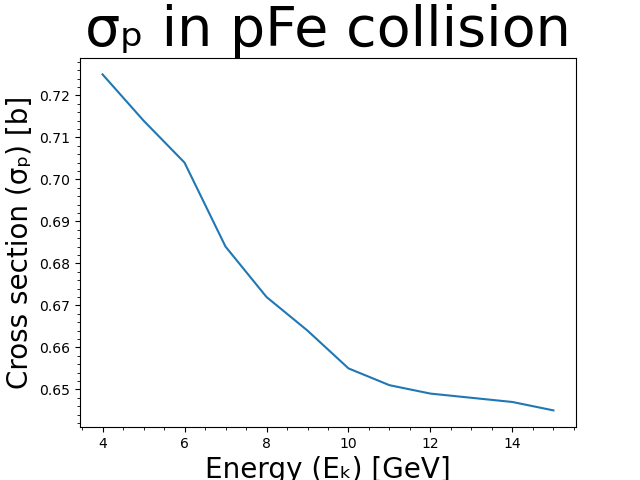 σₚ in pFe collision
Cross section (σₚ) [b]
0.72
0.71
0.70
0.69
0.68
0.67
0.66
0.65
4 6 8 10 12 14
Energy (Eₖ) [GeV]